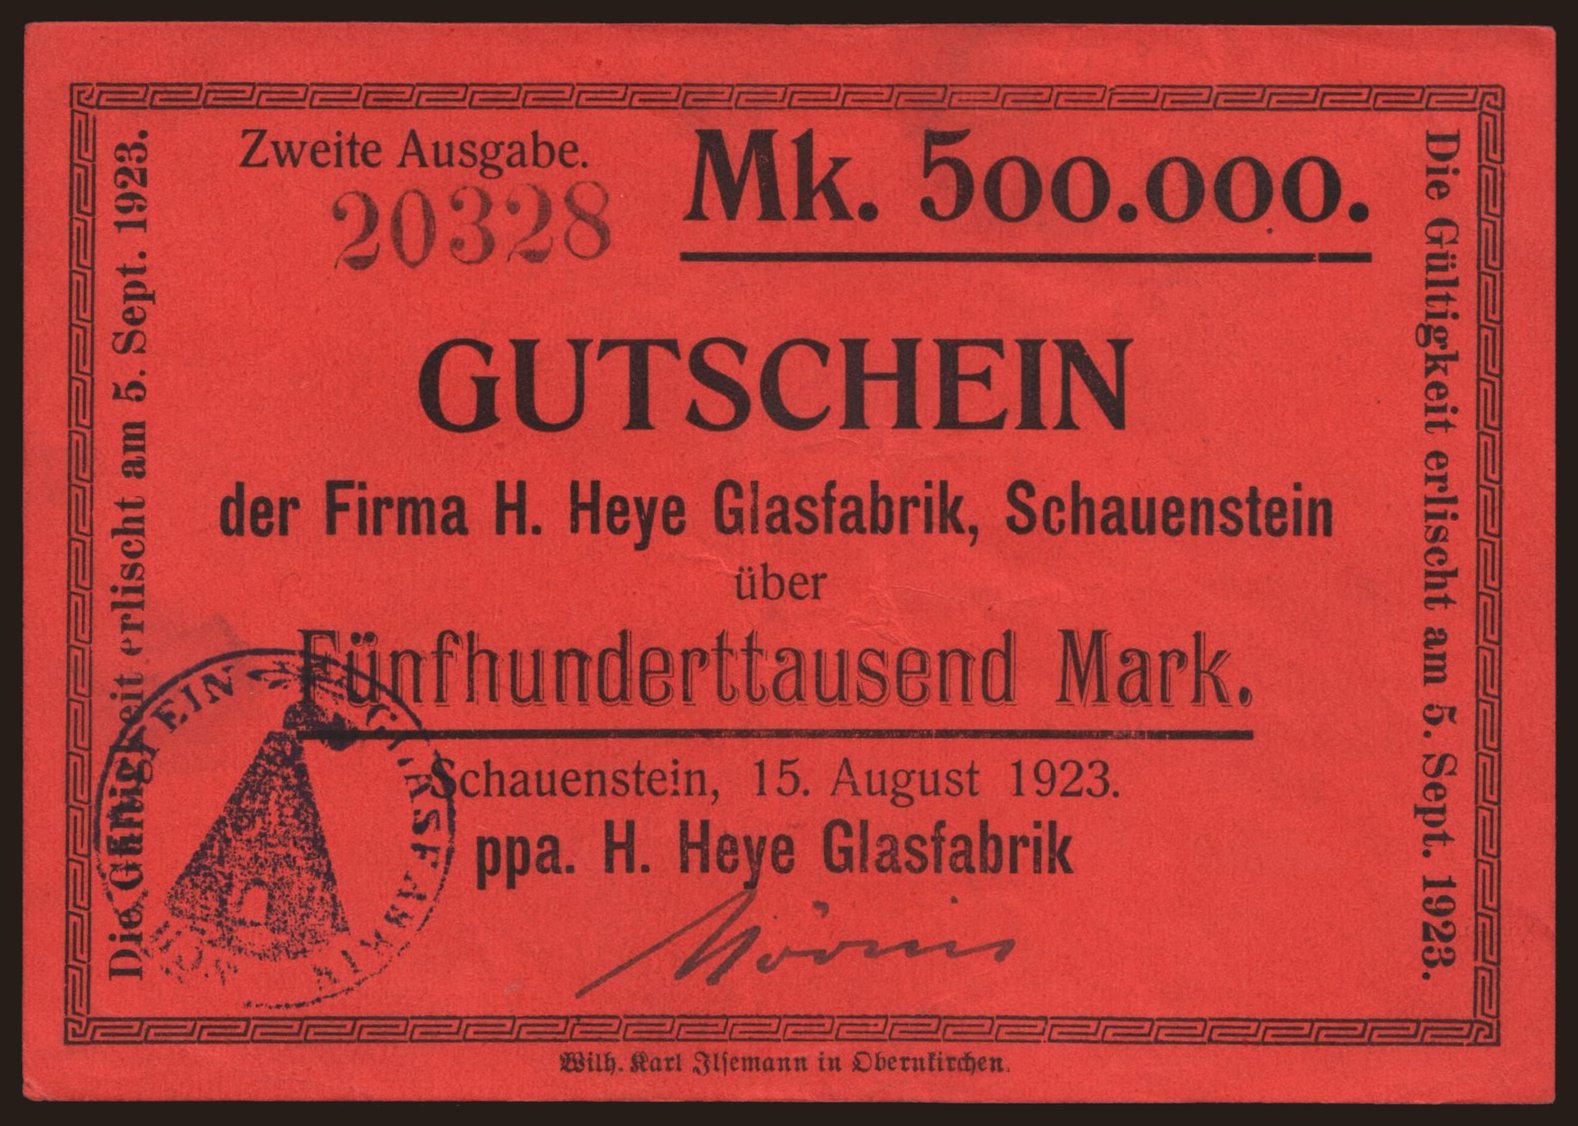 Zweite Ausgabe.
20328
Mk. 500.000.
GUTSCHEIN
der Firma H. Heye Glasfabrik, Schauenstein
über
Fünfhunderttausend Mark.
Schauenstein, 15. August 1923.
ppa. H. Heye Glasfabrik
Die Gültigkeit erlischt am 5. Sept. 1923.
Die Gültigkeit erlischt am 5. Sept. 1923.
GLASFABRIK
Wilh. Karl Ilsemann in Obernkirchen.